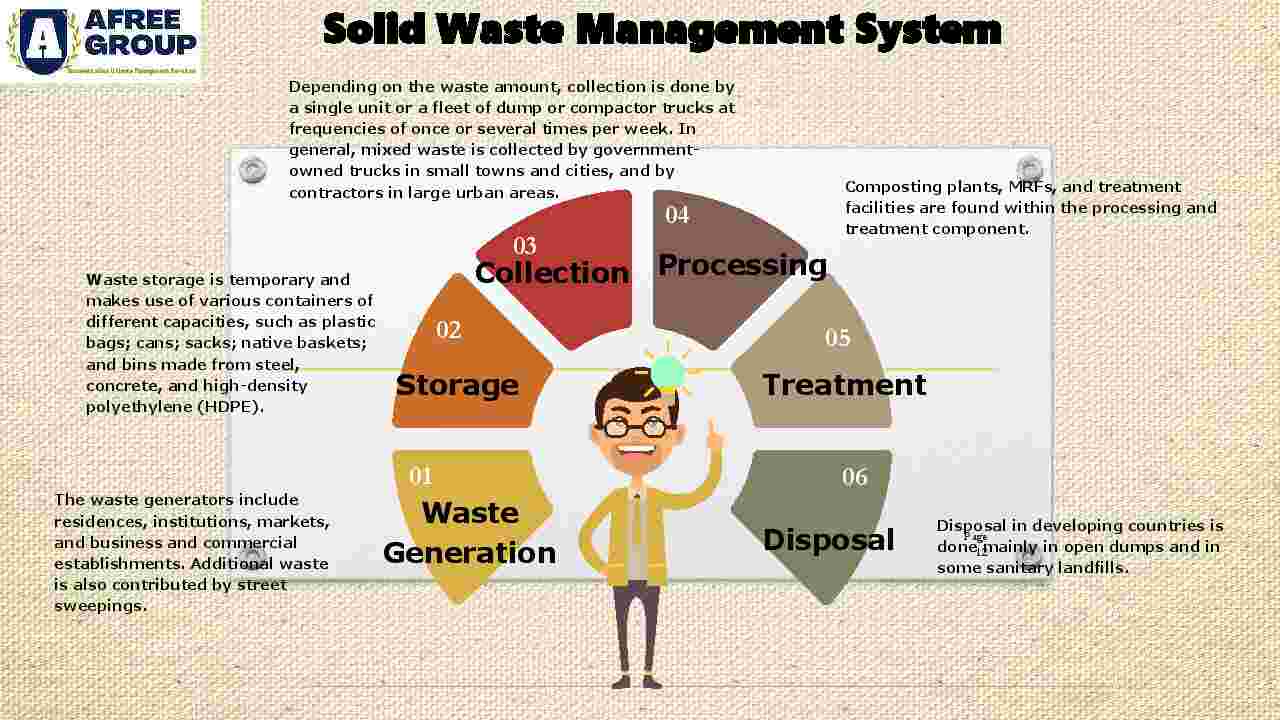 AFREE
GROUP
Solid Waste Management System
Depending on the waste amount, collection is done by
a single unit or a fleet of dump or compactor trucks at
frequencies of once or several times per week. In
general, mixed waste is collected by government-
owned trucks in small towns and cities, and by
contractors in large urban areas.
Composting plants, MRFs, and treatment
facilities are found within the processing and
treatment component.
04
Processing
03
Collection
Waste storage is temporary and
makes use of various containers of
different capacities, such as plastic
bags; cans; sacks; native baskets;
and bins made from steel,
concrete, and high-density
polyethylene (HDPE).
02
Storage
05
Treatment
01
Waste
Generation
06
Disposal
The waste generators include
residences, institutions, markets,
and business and commercial
establishments. Additional waste
is also contributed by street
sweepings.
Disposal in developing countries is
done mainly in open dumps and in
some sanitary landfills.
Page